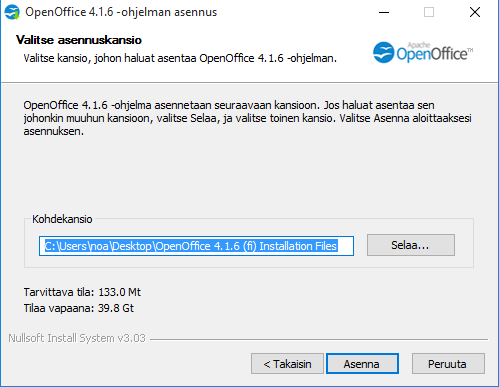 OpenOffice 4.1.6 -ohjelman asennus
Valitse asennuskansio
Valitse kansio, johon haluat asentaa OpenOffice 4.1.6 -ohjelman.
Apache
OpenOffice™
OpenOffice 4.1.6 -ohjelma asennetaan seuraavaan kansioon. Jos haluat asentaa sen
johonkin muuhun kansioon, valitse Selaa, ja valitse toinen kansio. Valitse Asenna aloittaaksesi
asennuksen.
Kohdekansio
C:\Users\noa\Desktop\OpenOffice 4.1.6 (fi) Installation Files
Selaa...
Tarvittava tila: 133.0 Mt
Tilaa vapaana: 39.8 Gt
Nullsoft Install System v3.03
< Takaisin
Asenna
Peruuta